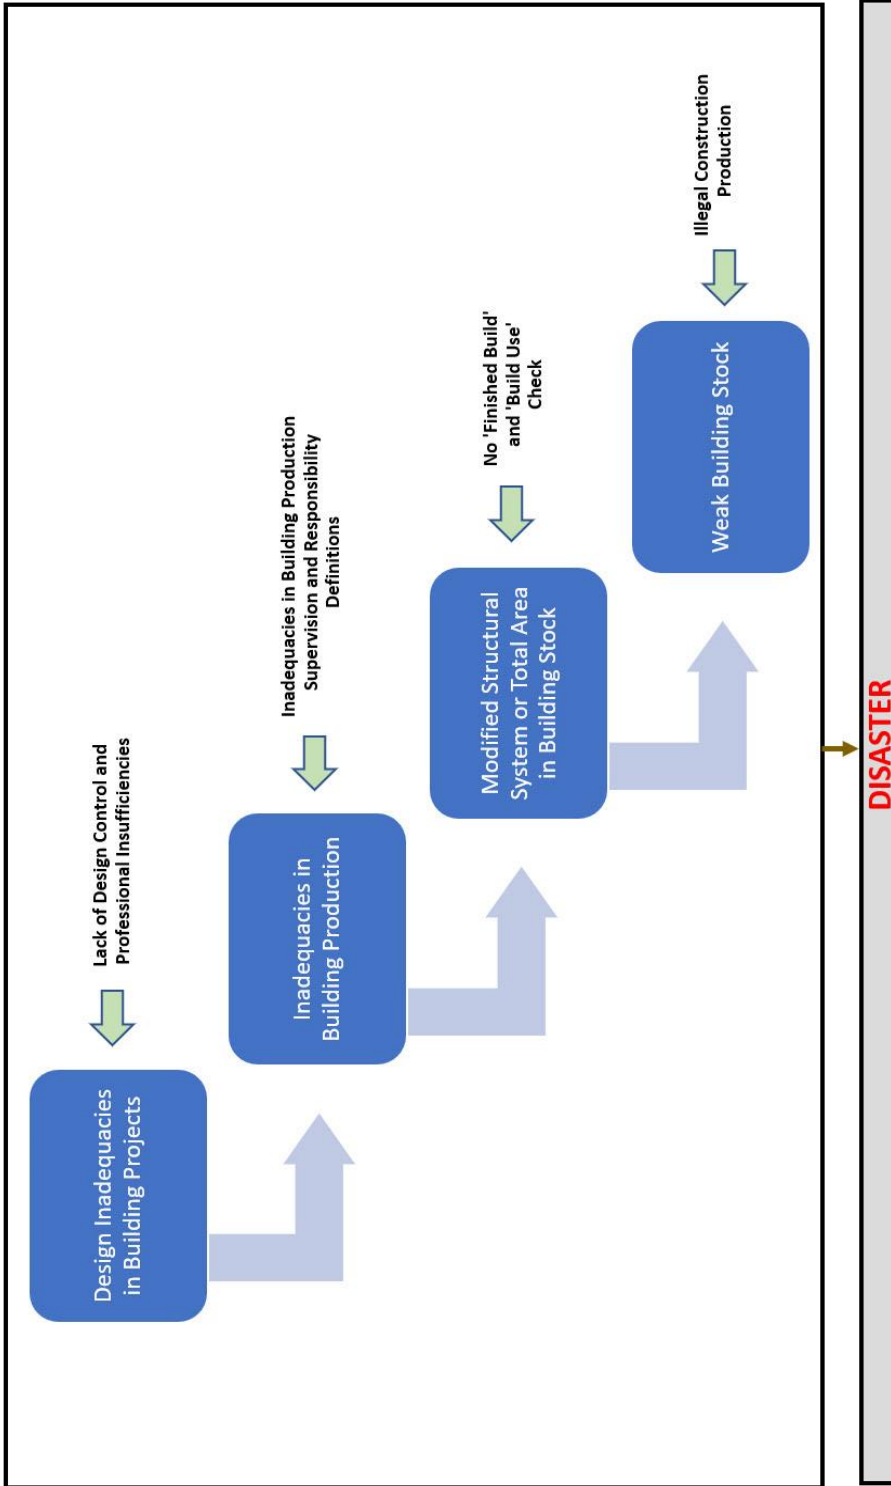 Design Inadequacies
in Building Projects
Lack of Design Control and
Professional Insufficiencies
Inadequacies in
Building Production
Inadequacies in Building Production
Supervision and Responsibility
Definitions
Modified Structural
System or Total Area
in Building Stock
No 'Finished Build'
and 'Build Use'
Check
Weak Building Stock
Illegal Construction
Production
DISASTER